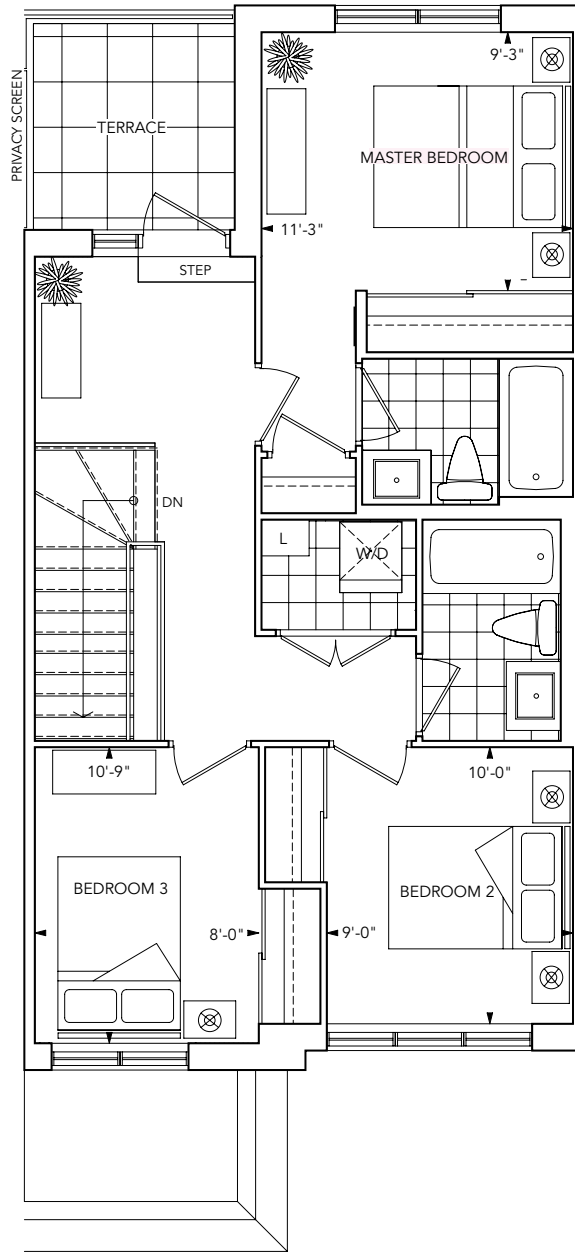 PRIVACY SCREEN
TERRACE
9'-3"
MASTER BEDROOM
11'-3"
STEP
DN
L
W/D
10'-9"
10'-0"
BEDROOM 3
BEDROOM 2
8'-0"
9'-0"